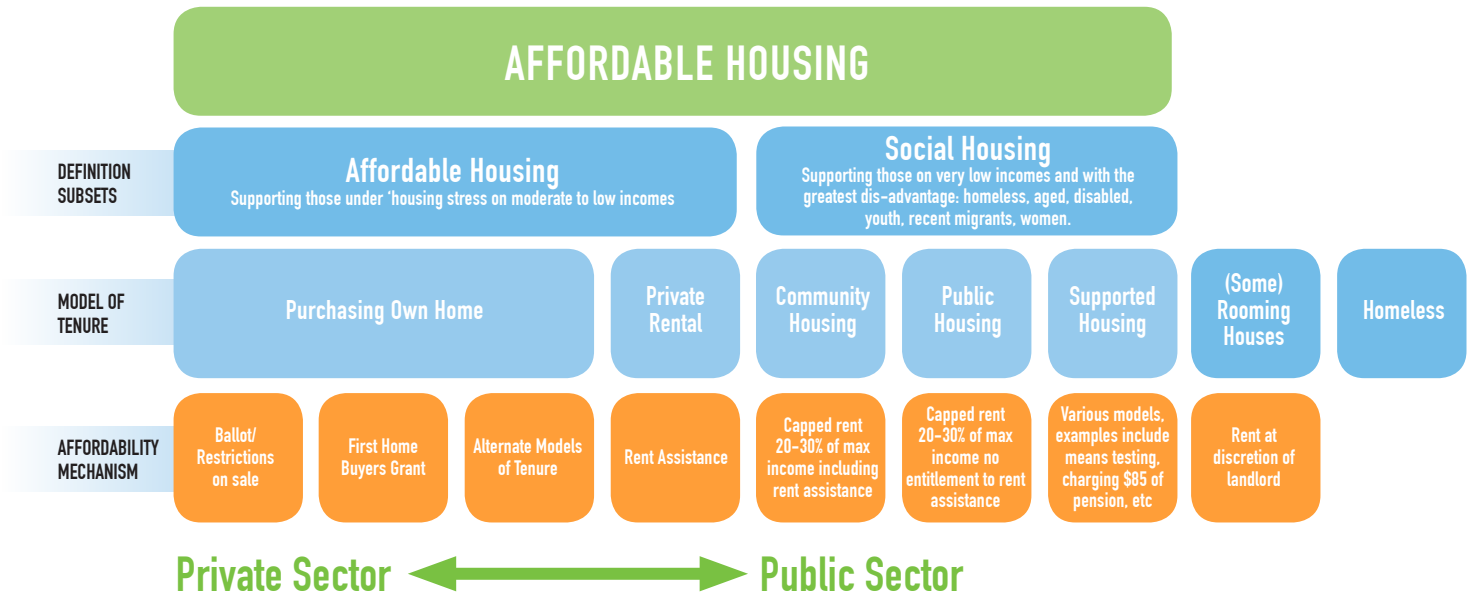 AFFORDABLE HOUSING
DEFINITION
SUBSETS
Affordable Housing
Supporting those under ‘housing stress on moderate to low incomes
Social Housing
Supporting those on very low incomes and with the
greatest dis-advantage: homeless, aged, disabled,
youth, recent migrants, women.
MODEL OF
TENURE
Purchasing Own Home
Private
Rental
Community
Housing
Public
Housing
Supported
Housing
(Some)
Rooming
Houses
Homeless
AFFORDABILITY
MECHANISM
Ballot/
Restrictions
on sale
First Home
Buyers Grant
Alternate Models
of Tenure
Rent Assistance
Capped rent
20-30% of max
income including
rent assistance
Capped rent
20-30% of max
income no
entitlement to rent
assistance
Various models,
examples include
means testing,
charging $85 of
pension, etc
Rent at
discretion of
landlord
Private Sector
Public Sector